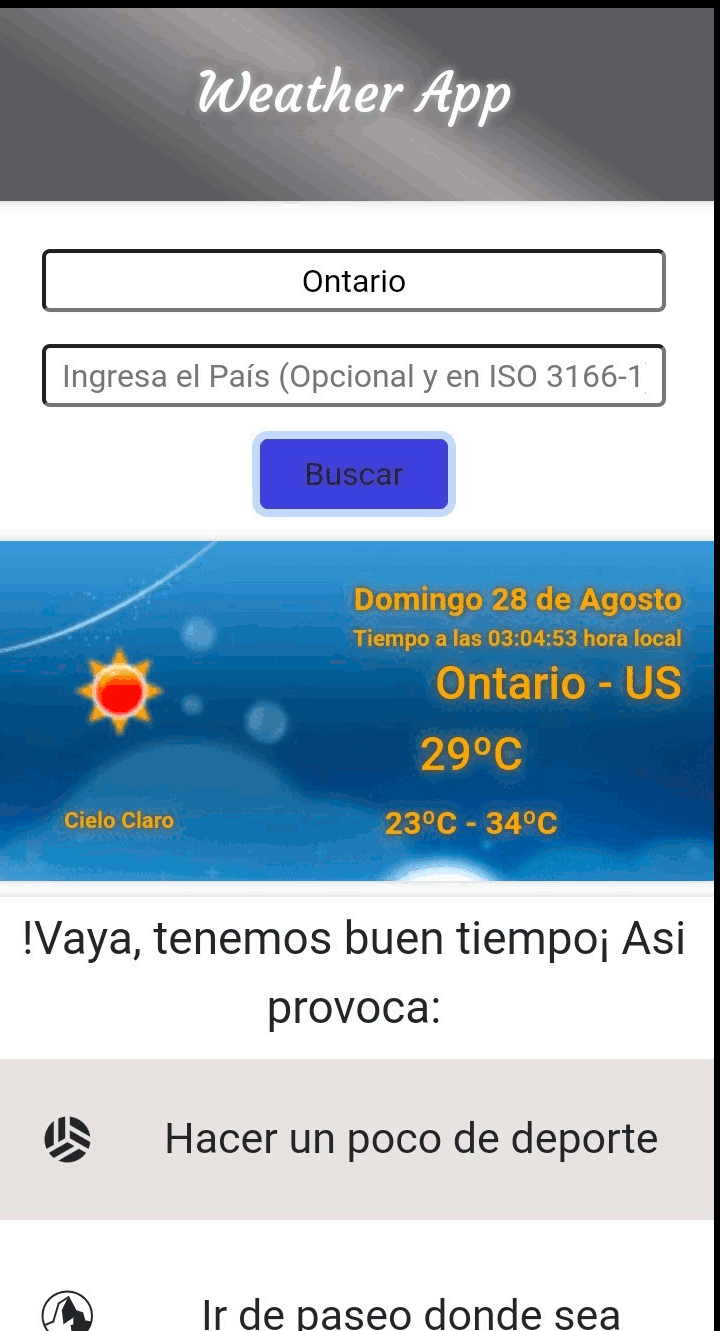 Weather App
Ontario
Ingresa el País (Opcional y en ISO 3166-1
Buscar
Domingo 28 de Agosto
Tiempo a las 03:04:53 hora local
Ontario - US
29ºC
Cielo Claro
23ºC - 34ºC
!Vaya, tenemos buen tiempo¡ Asi
provoca:
Hacer un poco de deporte
Ir de paseo donde sea